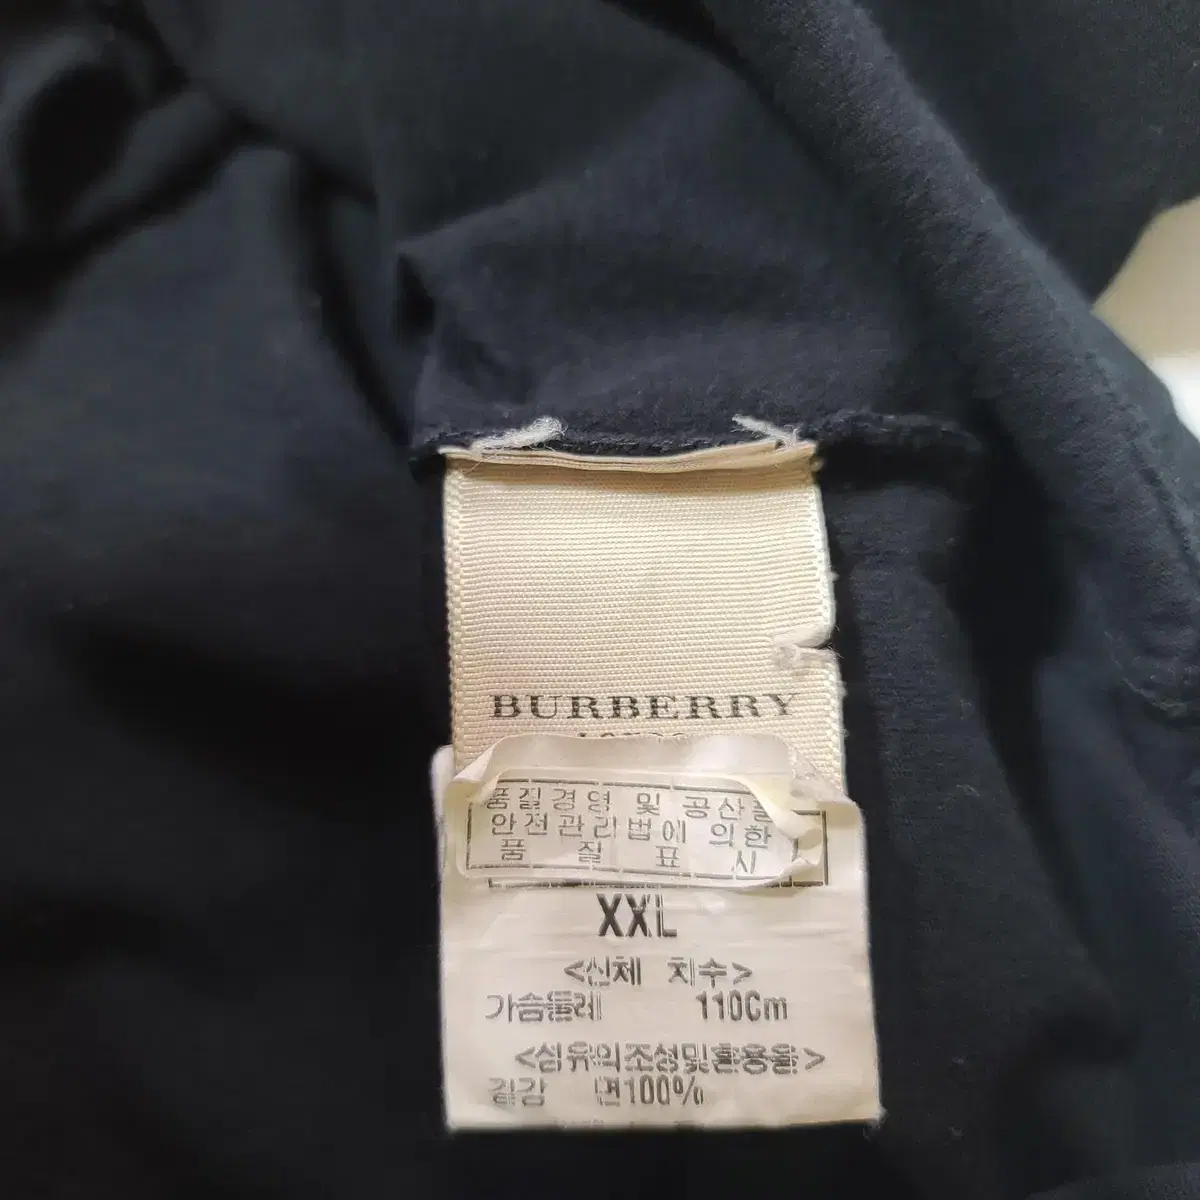 BURBERRY
품질경영 및 공산품
안전관리법에 의한
품 질 표 시
XXL
<신체 치수>
가슴둘레 110Cm
<섬유의조성및혼용율>
겉감 면100%